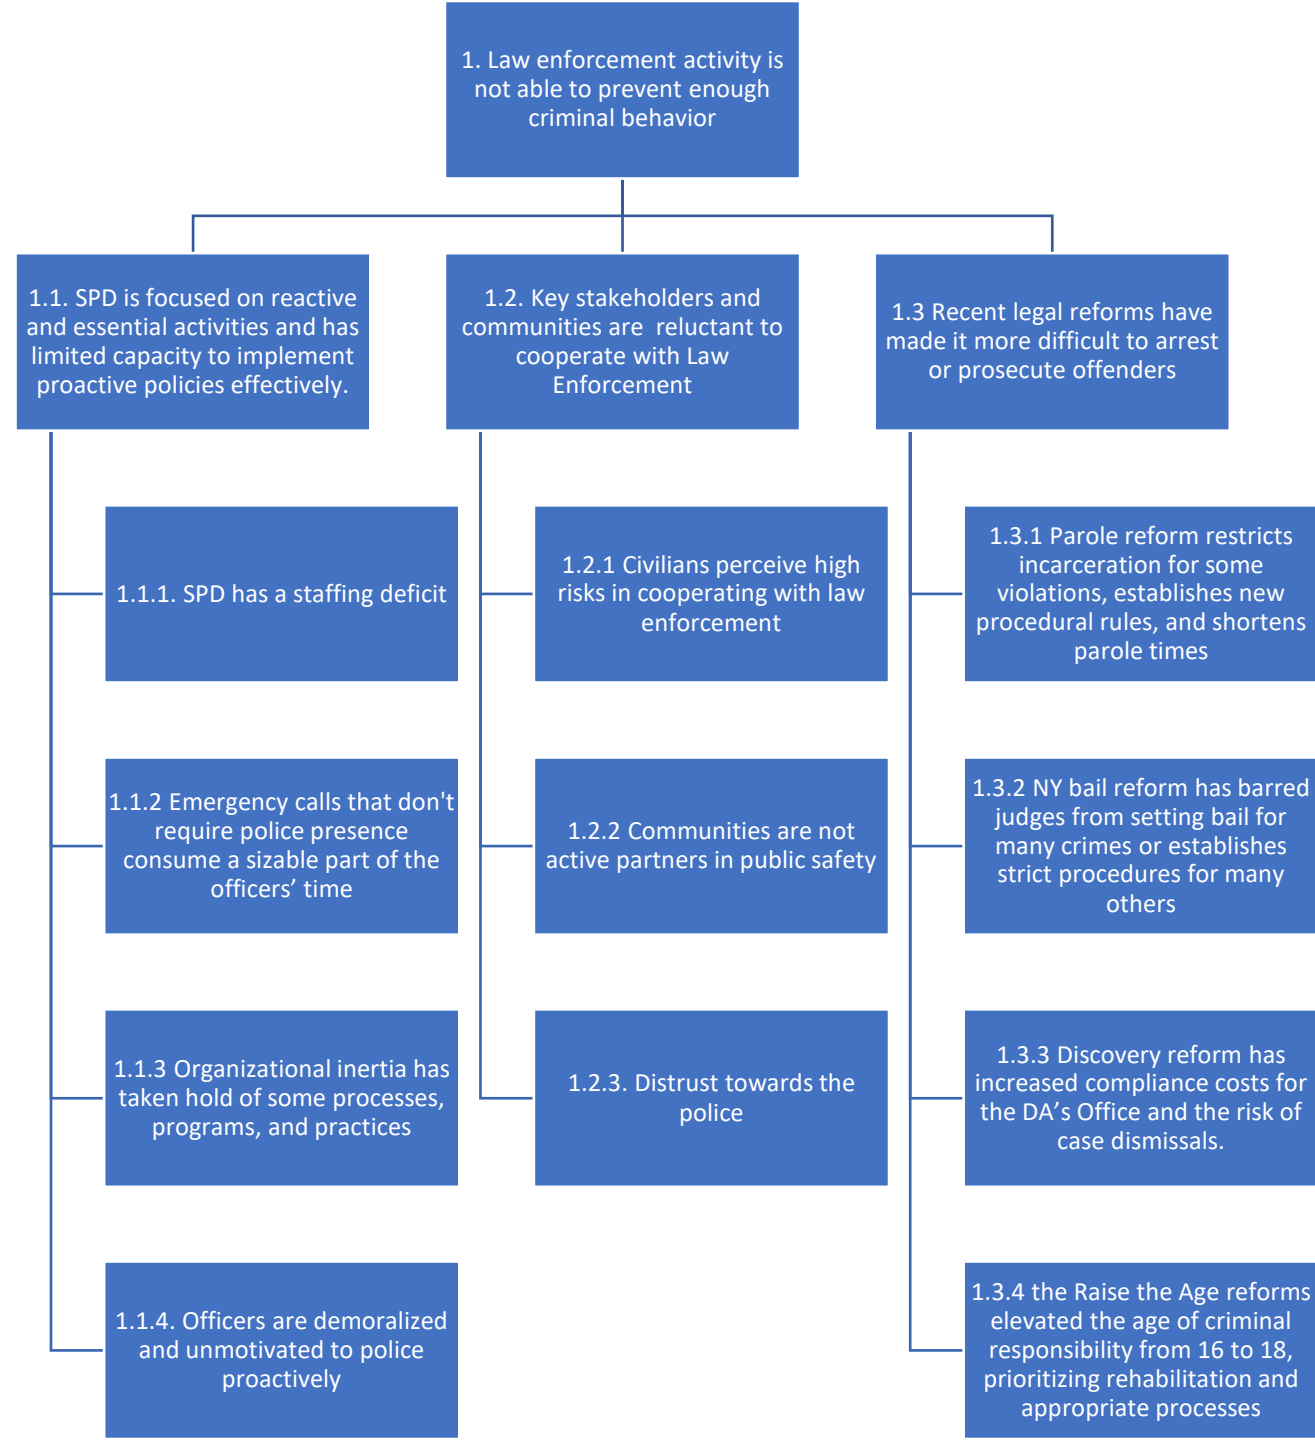 1. Law enforcement activity is
not able to prevent enough
criminal behavior
1.1. SPD is focused on reactive
and essential activities and has
limited capacity to implement
proactive policies effectively.
1.2. Key stakeholders and
communities are  reluctant to
cooperate with Law
Enforcement
1.3 Recent legal reforms have
made it more difficult to arrest
or prosecute offenders
1.1.1. SPD has a staffing deficit
1.2.1 Civilians perceive high
risks in cooperating with law
enforcement
1.3.1 Parole reform restricts
incarceration for some
violations, establishes new
procedural rules, and shortens
parole times
1.1.2 Emergency calls that don't
require police presence
consume a sizable part of the
officers’ time
1.2.2 Communities are not
active partners in public safety
1.3.2 NY bail reform has barred
judges from setting bail for
many crimes or establishes
strict procedures for many
others
1.1.3 Organizational inertia has
taken hold of some processes,
programs, and practices
1.2.3. Distrust towards the
police
1.3.3 Discovery reform has
increased compliance costs for
the DA’s Office and the risk of
case dismissals.
1.1.4. Officers are demoralized
and unmotivated to police
proactively
1.3.4 the Raise the Age reforms
elevated the age of criminal
responsibility from 16 to 18,
prioritizing rehabilitation and
appropriate processes